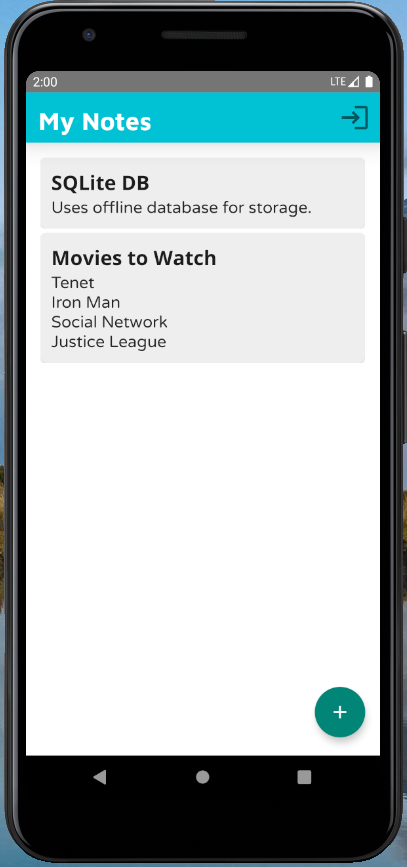 2:00 LTE
My Notes
SQLite DB
Uses offline database for storage.
Movies to Watch
Tenet
Iron Man
Social Network
Justice League
+